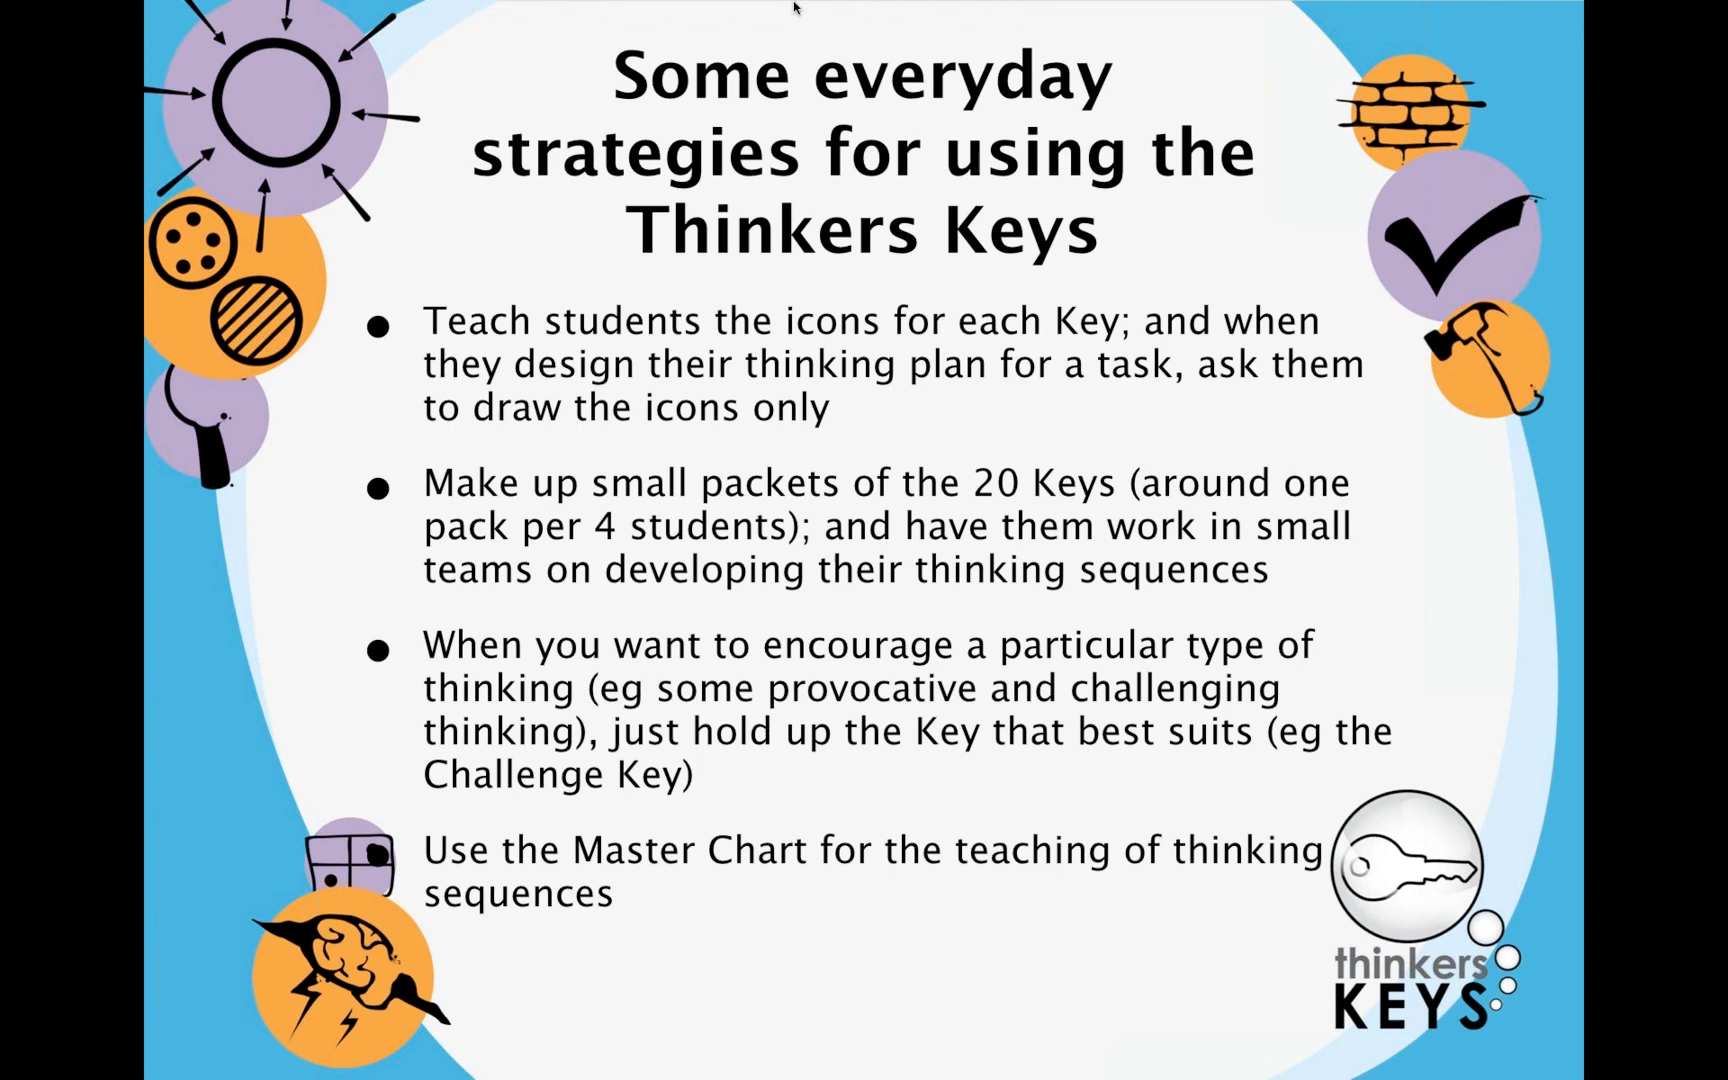 Some everyday
strategies for using the
Thinkers Keys
• Teach students the icons for each Key; and when
they design their thinking plan for a task, ask them
to draw the icons only
• Make up small packets of the 20 Keys (around one
pack per 4 students); and have them work in small
teams on developing their thinking sequences
• When you want to encourage a particular type of
thinking (eg some provocative and challenging
thinking), just hold up the Key that best suits (eg the
Challenge Key)
• Use the Master Chart for the teaching of thinking
sequences
thinkers
KEYS